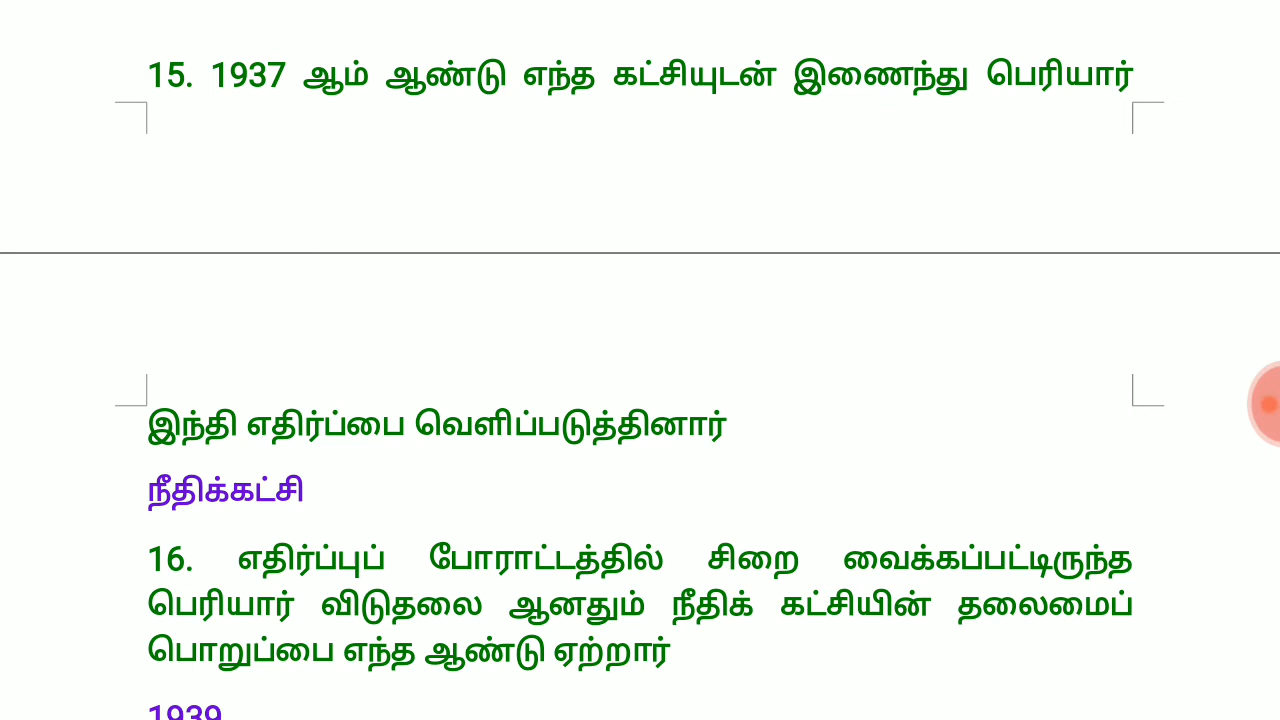 15. 1937 ஆம் ஆண்டு எந்த கட்சியுடன் இணைந்து பெரியார்
இந்தி எதிர்ப்பை வெளிப்படுத்தினார்
நீதிக்கட்சி
16. எதிர்ப்புப் போராட்டத்தில் சிறை வைக்கப்பட்டிருந்த
பெரியார் விடுதலை ஆனதும் நீதிக் கட்சியின் தலைமைப்
பொறுப்பை எந்த ஆண்டு ஏற்றார்
1939